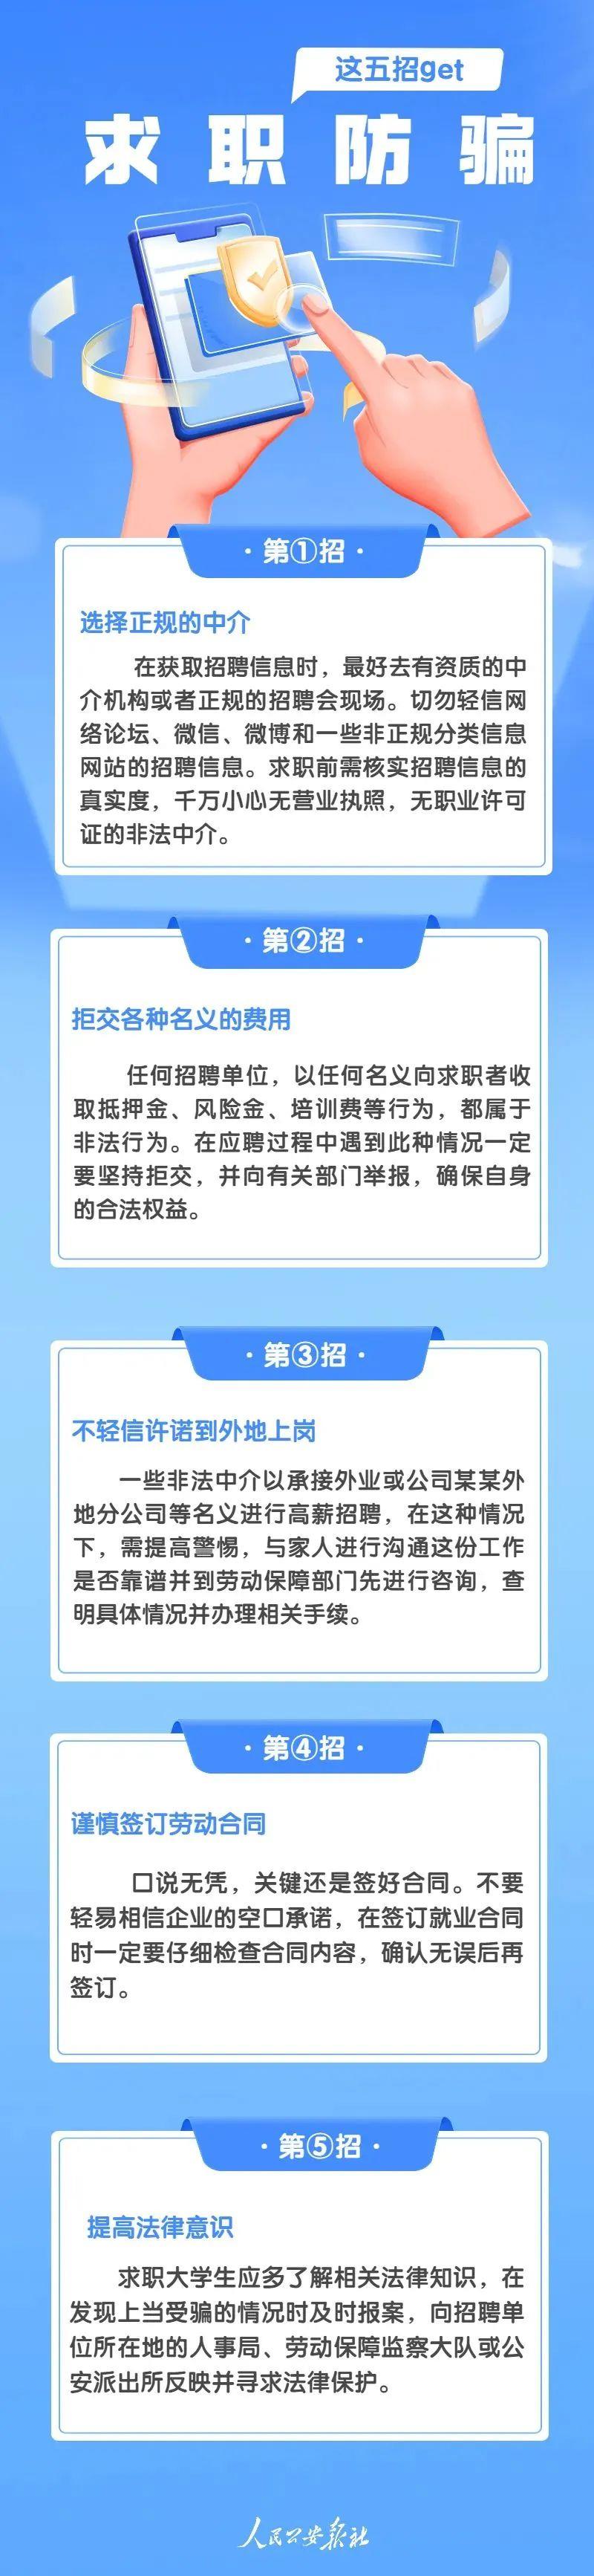 这五招get
求职防骗
·第①招·
选择正规的中介
在获取招聘信息时，最好去有资质的中
介机构或者正规的招聘会现场。切勿轻信网
络论坛、微信、微博和一些非正规分类信息
网站的招聘信息。求职前需核实招聘信息的
真实度，千万小心无营业执照，无职业许可
证的非法中介。
·第②招·
拒交各种名义的费用
任何招聘单位，以任何名义向求职者收
取抵押金、风险金、培训费等行为，都属于
非法行为。在应聘过程中遇到此种情况一定
要坚持拒交，并向有关部门举报，确保自身
的合法权益。
·第③招·
不轻信许诺到外地上岗
一些非法中介以承接外业或公司某某外
地分公司等名义进行高薪招聘，在这种情况
下，需提高警惕，与家人进行沟通这份工作
是否靠谱并到劳动保障部门先进行咨询，查
明具体情况并办理相关手续。
·第④招·
谨慎签订劳动合同
口说无凭，关键还是签好合同。不要
轻易相信企业的空口承诺，在签订就业合同
时一定要仔细检查合同内容，确认无误后再
签订。
·第⑤招·
提高法律意识
求职大学生应多了解相关法律知识，在
发现上当受骗的情况时及时报案，向招聘单
位所在地的人事局、劳动保障监察大队或公
安派出所反映并寻求法律保护。
人民公安报社